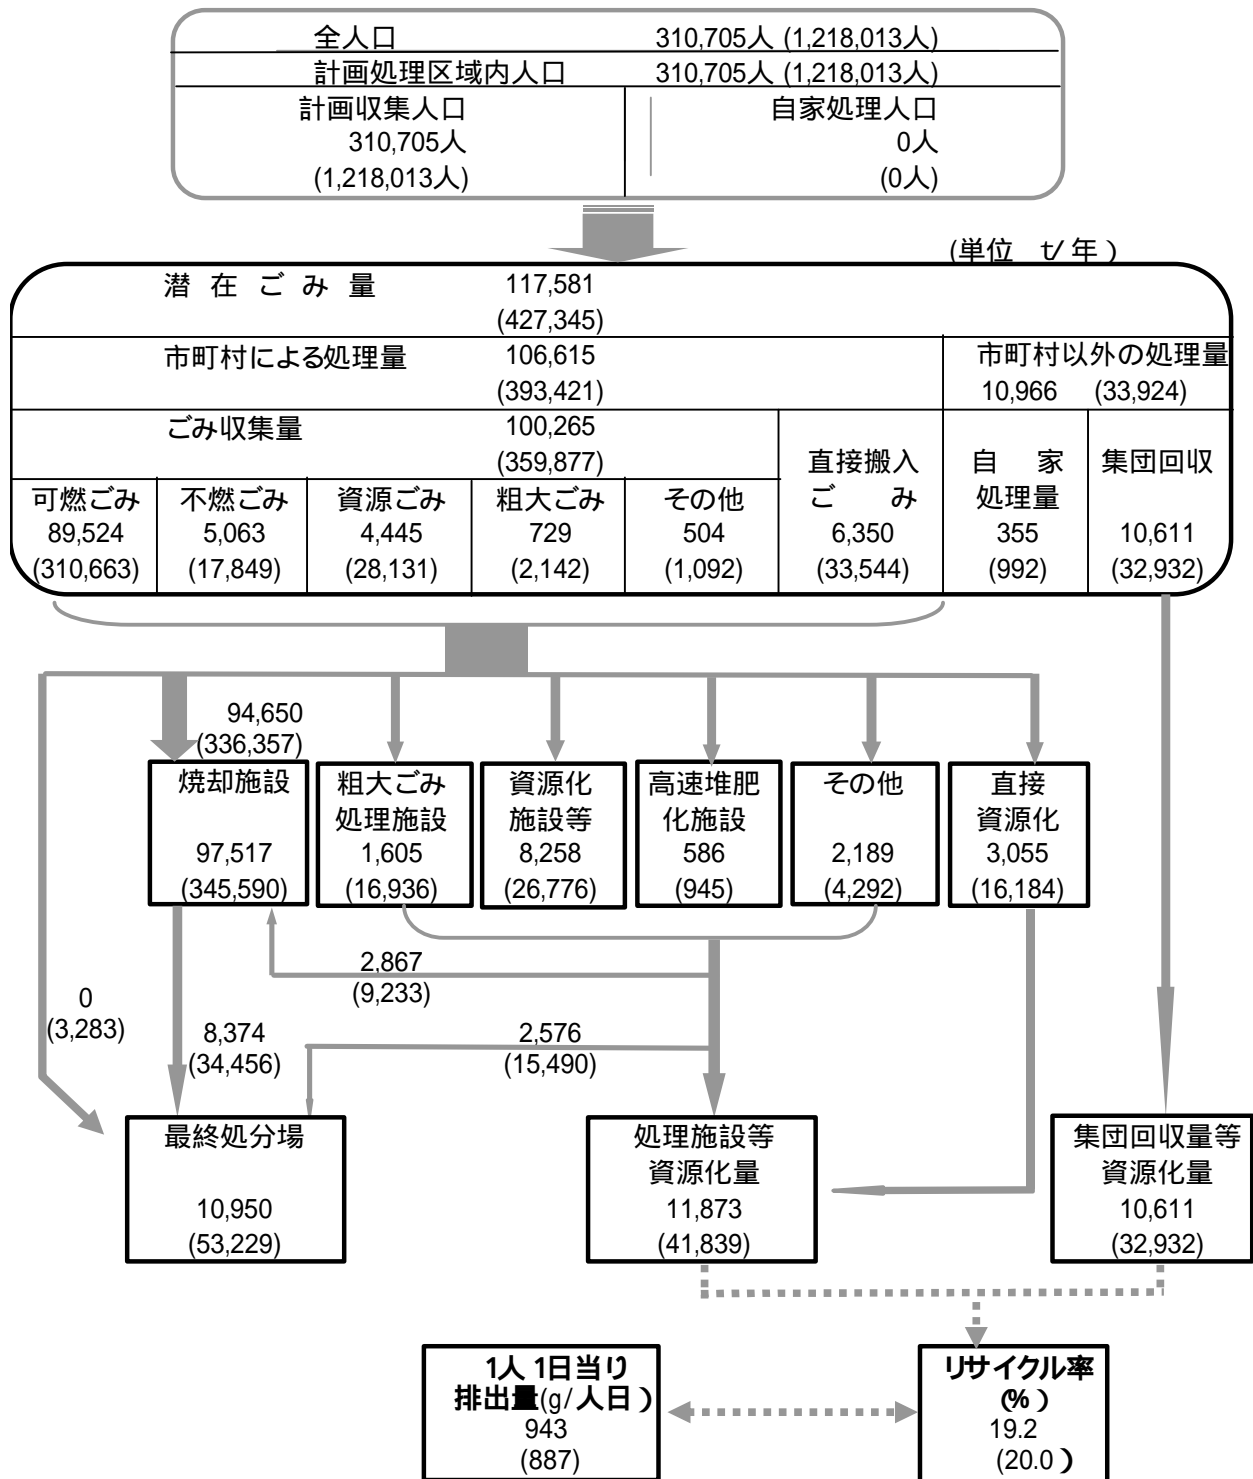 全人口 310,705人 (1,218,013人)
計画処理区域内人口 310,705人 (1,218,013人)
計画収集人口 自家処理人口
310,705人 0人
(1,218,013人) (0人)
(単位 t/年)
潜在ごみ量 117,581
(427,345)
市町村による処理量 106,615 市町村以外の処理量
(393,421) 10,966 (33,924)
ごみ収集量 100,265
(359,877) 直接搬入 自家 集団回収
可燃ごみ 不燃ごみ 資源ごみ 粗大ごみ その他 ごみ 処理量
89,524 5,063 4,445 729 504 6,350 355 10,611
(310,663) (17,849) (28,131) (2,142) (1,092) (33,544) (992) (32,932)
94,650
(336,357)
焼却施設 粗大ごみ 資源化 高速堆肥 その他 直接
処理施設 施設等 化施設 資源化
97,517 1,605 8,258 586 2,189 3,055
(345,590) (16,936) (26,776) (945) (4,292) (16,184)
2,867
(9,233)
0
(3,283)
8,374 2,576
(34,456) (15,490)
最終処分場 処理施設等 集団回収量等
資源化量 資源化量
10,950 11,873 10,611
(53,229) (41,839) (32,932)
1人1日当り リサイクル率
排出量(g/人日) (%)
943 19.2
(887) (20.0)